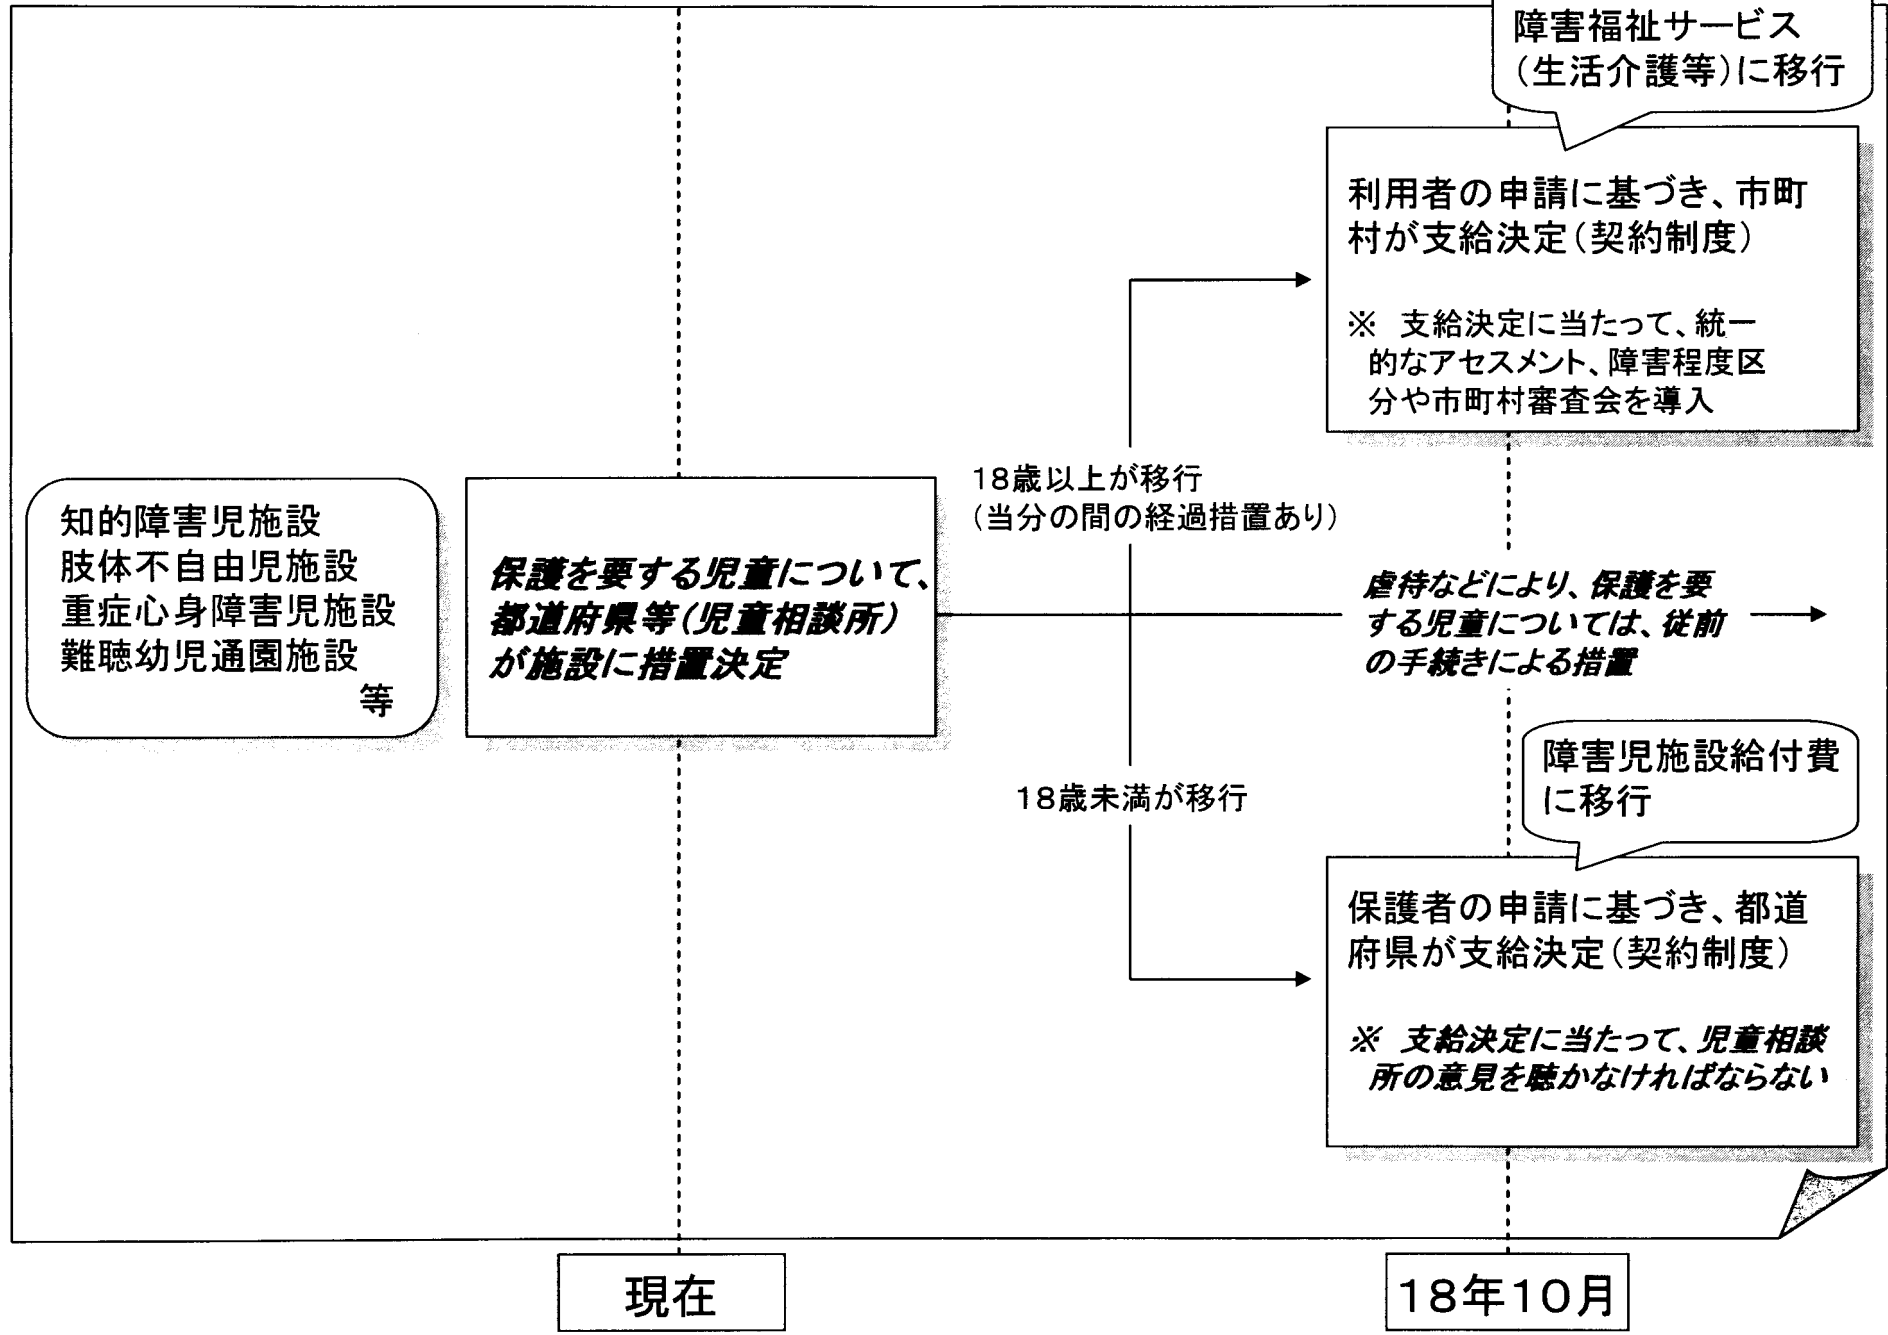 障害福祉サービス
（生活介護等）に移行
利用者の申請に基づき、市町
村が支給決定（契約制度）
※　支給決定に当たって、統一
的なアセスメント、障害程度区
分や市町村審査会を導入
知的障害児施設
肢体不自由児施設
重症心身障害児施設
難聴幼児通園施設
等
保護を要する児童について、
都道府県等（児童相談所）
が施設に措置決定
18歳以上が移行
（当分の間の経過措置あり）
虐待などにより、保護を要
する児童については、従前
の手続きによる措置
18歳未満が移行
障害児施設給付費
に移行
保護者の申請に基づき、都道
府県が支給決定（契約制度）
※　支給決定に当たって、児童相談
所の意見を聴かなければならない
現在
18年10月